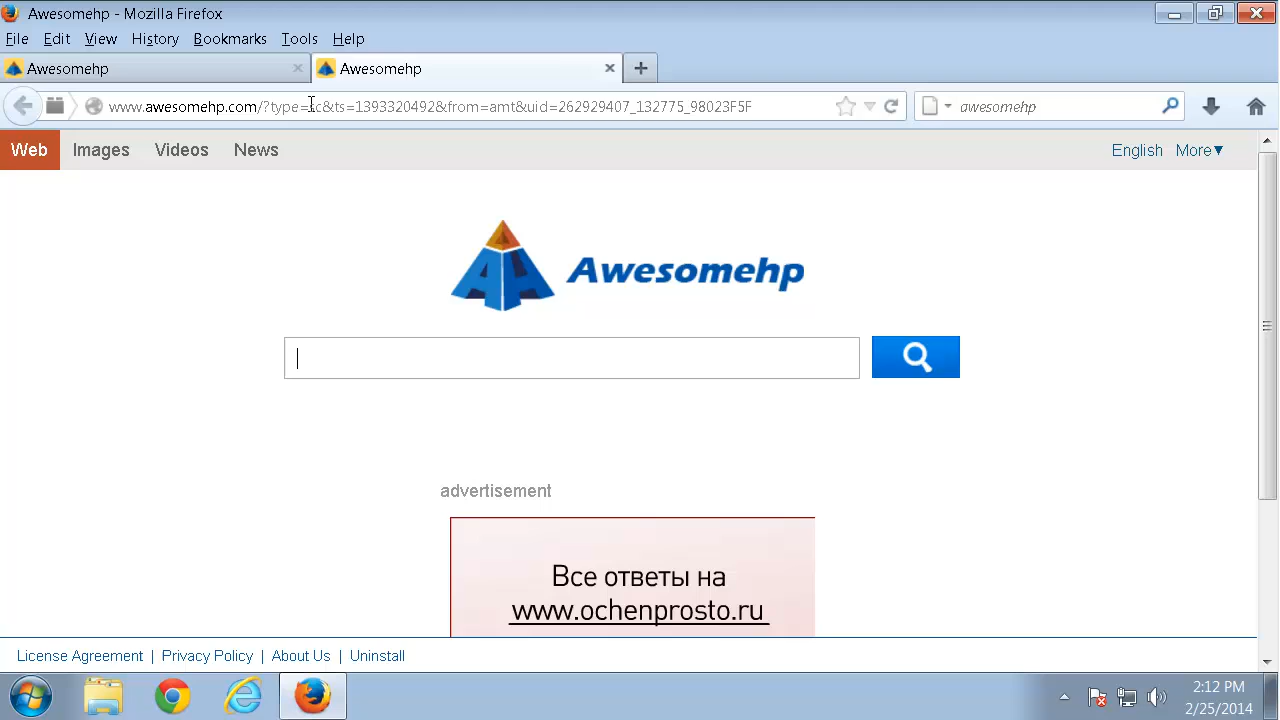 Awesomehp - Mozilla Firefox
File Edit View History Bookmarks Tools Help
Awesomehp Awesomehp
www.awesomehp.com/?type=sc&ts=1393320492&from=amt&uid=262929407_132775_98023F5F awesomehp
Web Images Videos News English More▼
Awesomehp
advertisement
Все ответы на
www.ochenprosto.ru
License Agreement | Privacy Policy | About Us | Uninstall
2:12 PM
2/25/2014